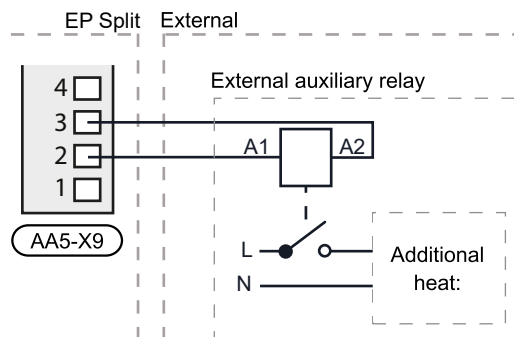 EP Split External
External auxiliary relay
4
3
A1 A2
2
1
AA5-X9
L
N
Additional
heat: